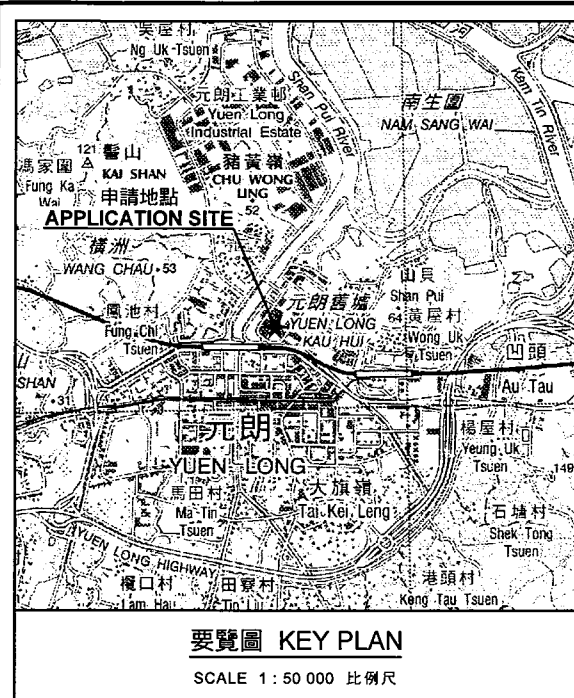 吳屋村
Ng Uk Tsuen
元朗工業邨
Yuen Long
Industrial Estate
Shan Pui River
南生圍
NAM SANG WAI
Kam Tin River
馮家圍
Fung Ka
Wai
121
髻山
KAI SHAN
豬黃嶺
CHU WONG
LING
52
申請地點
APPLICATION SITE
橫洲
WANG CHAU
53
元朗舊墟
YUEN LONG
KAU HUI
山貝
Shan Pui
64
黃屋村
Wong Uk
Tsuen
鳳池村
Fung Chi
Tsuen
凹頭
Au Tau
SHAN
31
元朗
YUEN LONG
楊屋村
Yeung Uk
Tsuen
149
馬田村
Ma Tin
Tsuen
大旗嶺
Tai Kei Leng
石塘村
Shek Tong
Tsuen
YUEN LONG HIGHWAY
欖口村
Lam Hau
田寮村
Tin Liu
港頭村
Kong Tau Tsuen
要覽圖 KEY PLAN
SCALE 1 : 50 000 比例尺